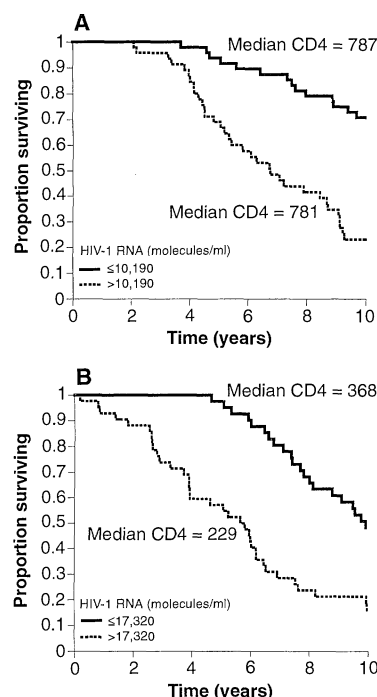 A
Median CD4 = 787
1
0.9
0.8
0.7
0.6
0.5
0.4
0.3
0.2
0.1
0
Proportion surviving
Median CD4 = 781
HIV-1 RNA (molecules/ml)
≤10,190
>10,190
0 2 4 6 8 10
Time (years)
B
Median CD4 = 368
1
0.9
0.8
0.7
0.6
0.5
0.4
0.3
0.2
0.1
0
Proportion surviving
Median CD4 = 229
HIV-1 RNA (molecules/ml)
≤17,320
>17,320
0 2 4 6 8 10
Time (years)